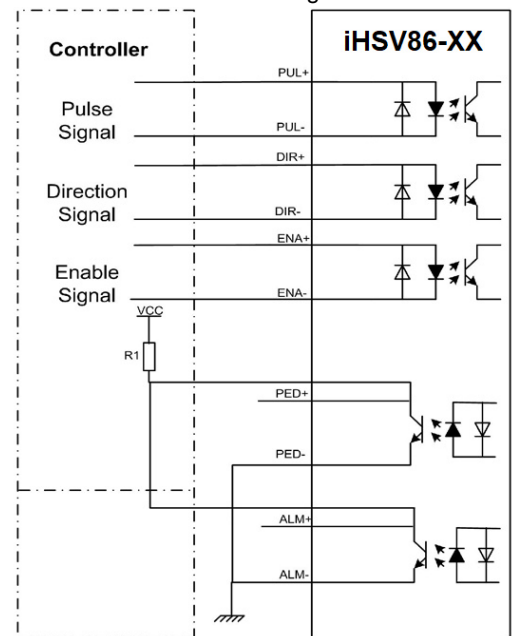 Controller
iHSV86-XX
PUL+
Pulse
Signal
PUL-
DIR+
Direction
Signal
DIR-
ENA+
Enable
Signal
ENA-
VCC
R1
PED+
PED-
ALM+
ALM-